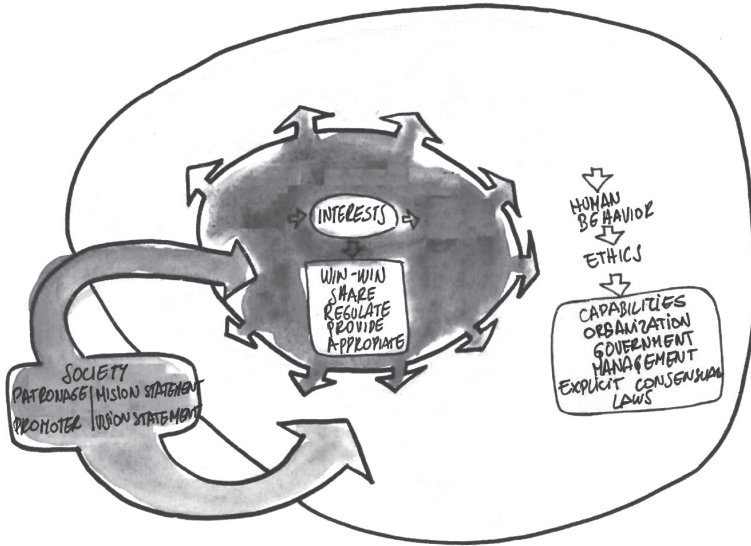 INTERESTS
WIN-WIN
SHARE
REGULATE
PROVIDE
APPROPIATE
HUMAN
BEHAVIOR
ETHICS
CAPABILITIES
ORGANIZATION
GOVERNMENT
MANAGEMENT
EXPLICIT CONSENSUAL
LAWS
SOCIETY
PATRONAGE | MISION STATEMENT
PROMOTER | VISION STATEMENT